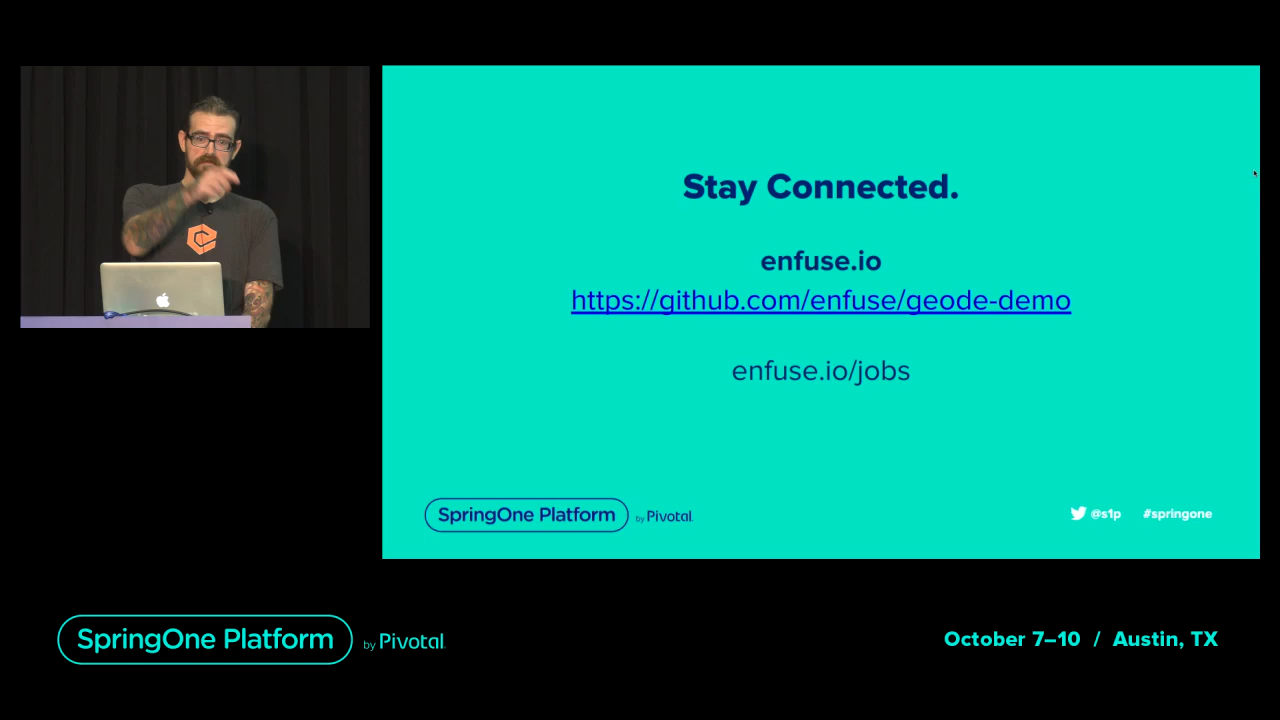 Stay Connected.
enfuse.io
https://github.com/enfuse/geode-demo
enfuse.io/jobs
SpringOne Platform by Pivotal.
@s1p #springone
SpringOne Platform by Pivotal.
October 7–10 / Austin, TX